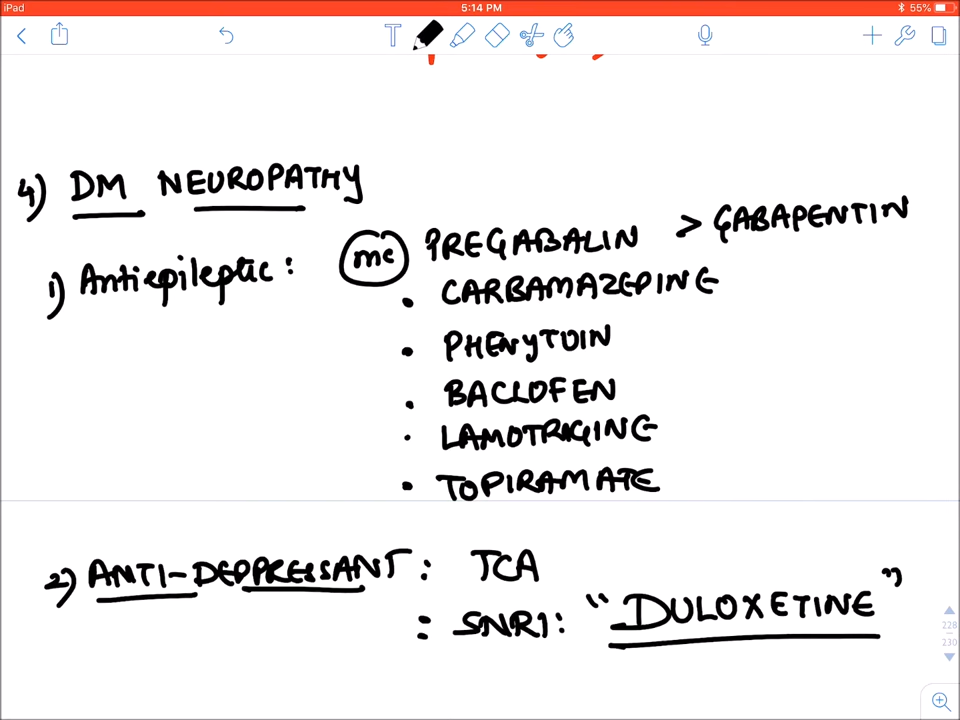 iPad 5:14 PM 55%
T
4) DM NEUROPATHY
1) Antiepileptic: mc PREGABALIN > GABAPENTIN
• CARBAMAZEPINE
• PHENYTOIN
• BACLOFEN
• LAMOTRIGINE
• TOPIRAMATE
2) ANTI-DEPPRESSANT: TCA
: SNRI: "DULOXETINE"
228
230